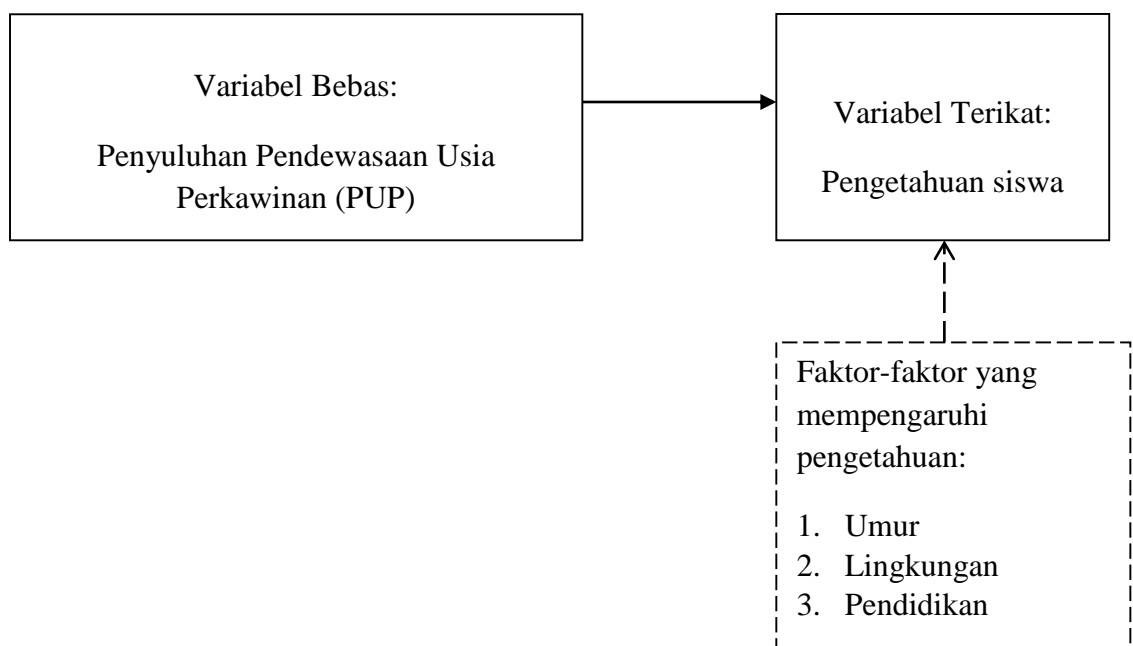 Variabel Bebas:
Penyuluhan Pendewasaan Usia
Perkawinan (PUP)
Variabel Terikat:
Pengetahuan siswa
Faktor-faktor yang
mempengaruhi
pengetahuan:
1. Umur
2. Lingkungan
3. Pendidikan